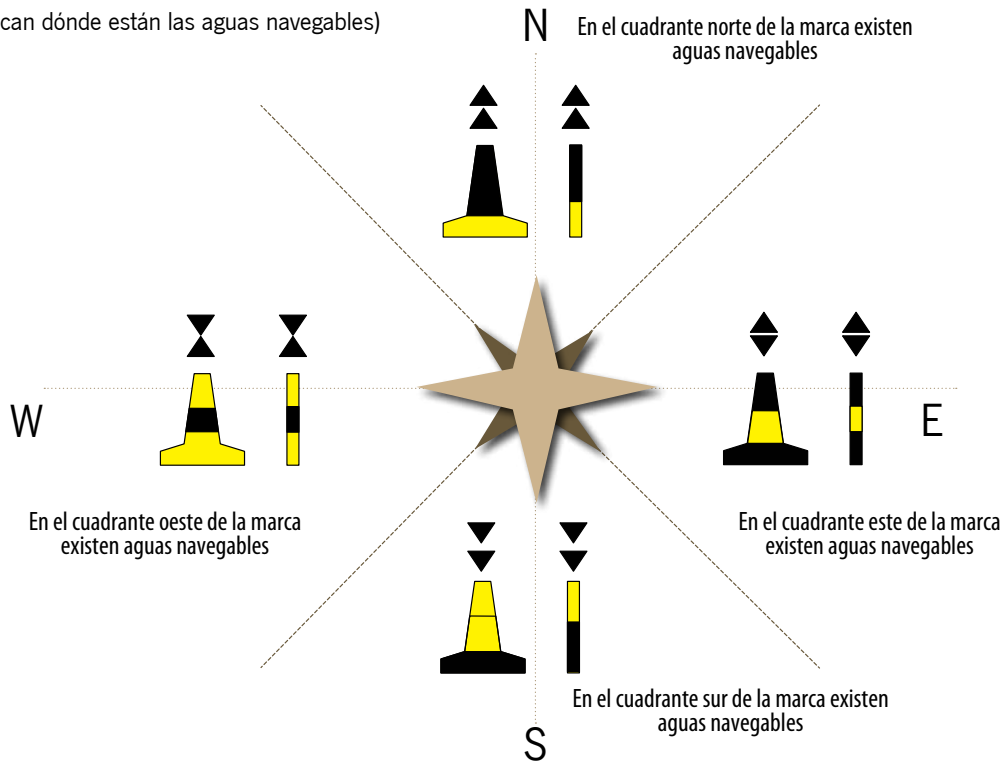 can dónde están las aguas navegables)
N
En el cuadrante norte de la marca existen
aguas navegables
W
E
En el cuadrante oeste de la marca
existen aguas navegables
En el cuadrante este de la marca
existen aguas navegables
En el cuadrante sur de la marca existen
aguas navegables
S